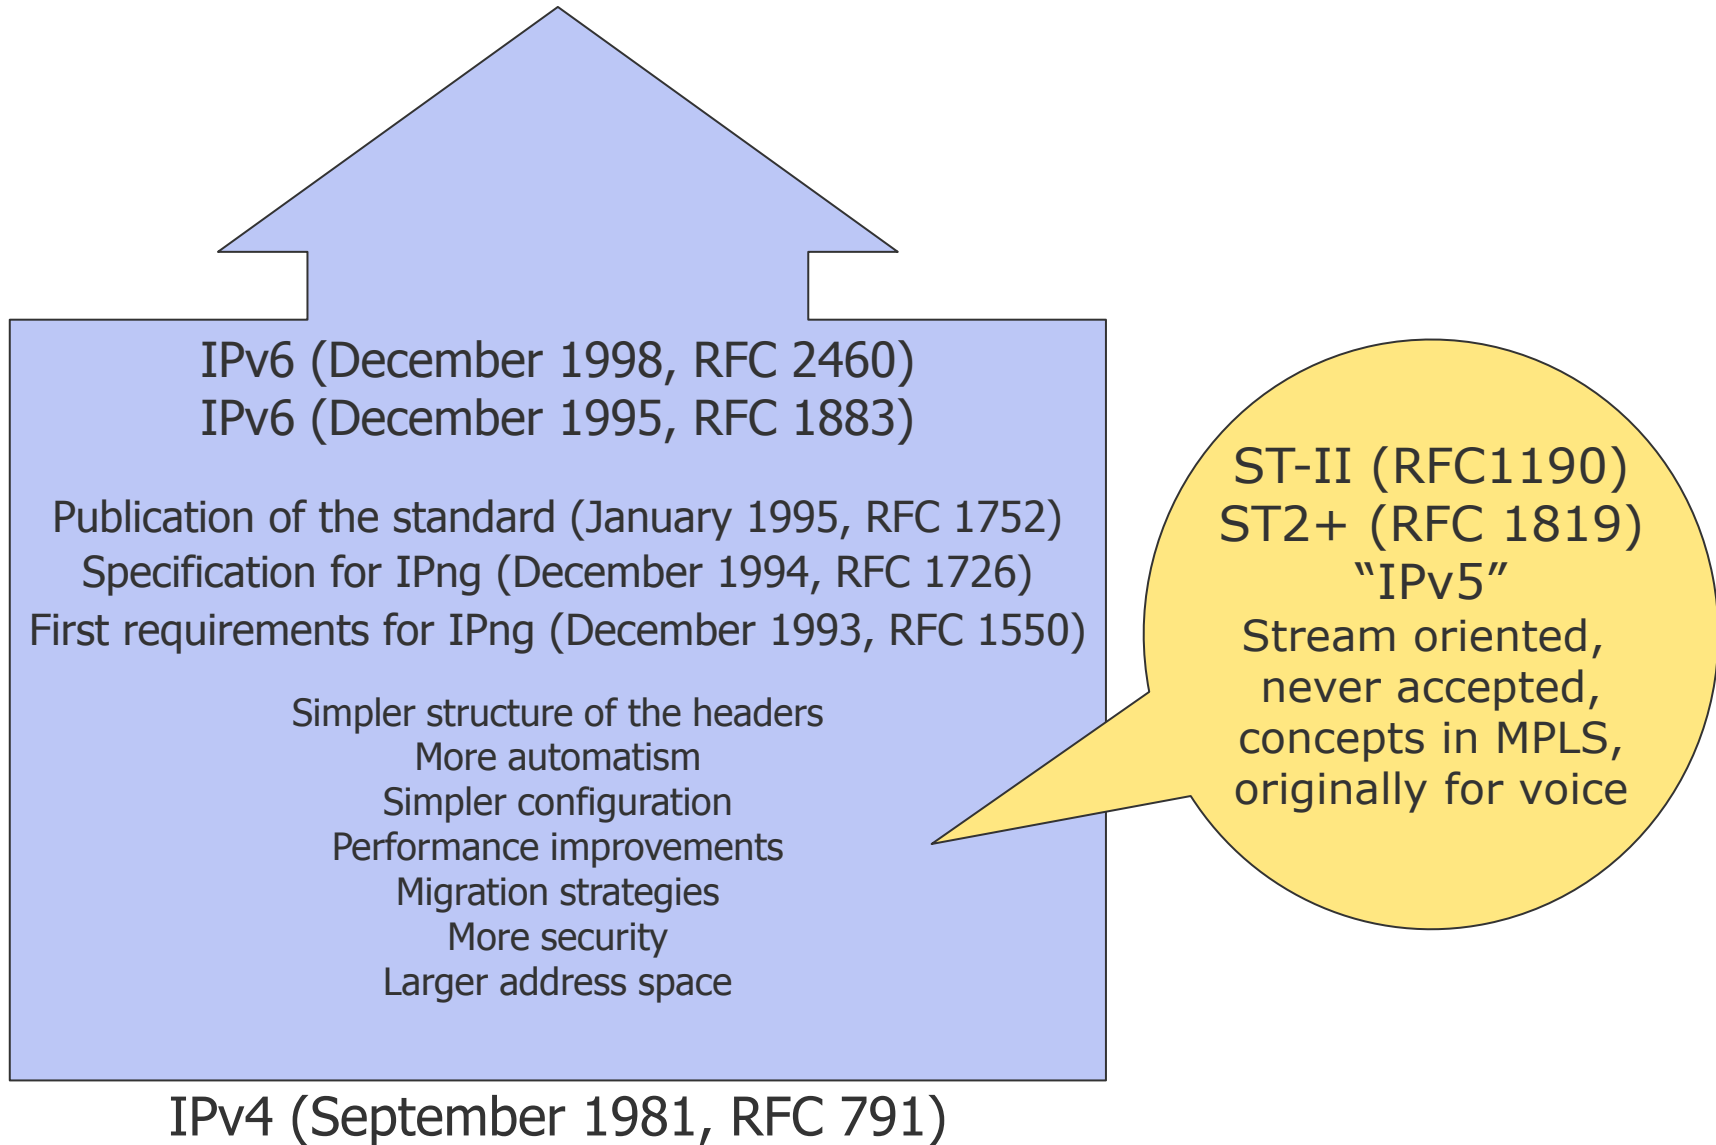 IPv6 (December 1998, RFC 2460)
IPv6 (December 1995, RFC 1883)
Publication of the standard (January 1995, RFC 1752)
Specification for IPng (December 1994, RFC 1726)
First requirements for IPng (December 1993, RFC 1550)
Simpler structure of the headers
More automatism
Simpler configuration
Performance improvements
Migration strategies
More security
Larger address space
IPv4 (September 1981, RFC 791)
ST-II (RFC1190)
ST2+ (RFC 1819)
“IPv5”
Stream oriented,
never accepted,
concepts in MPLS,
originally for voice